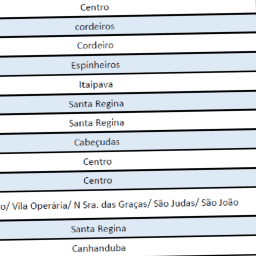 Centro
cordeiros
Cordeiro
Espinheiros
Itaipava
Santa Regina
Santa Regina
Cabeçudas
Centro
Centro
/ Vila Operária/ N Sra. das Graças/ São Judas/ São João
Santa Regina
Canhanduba